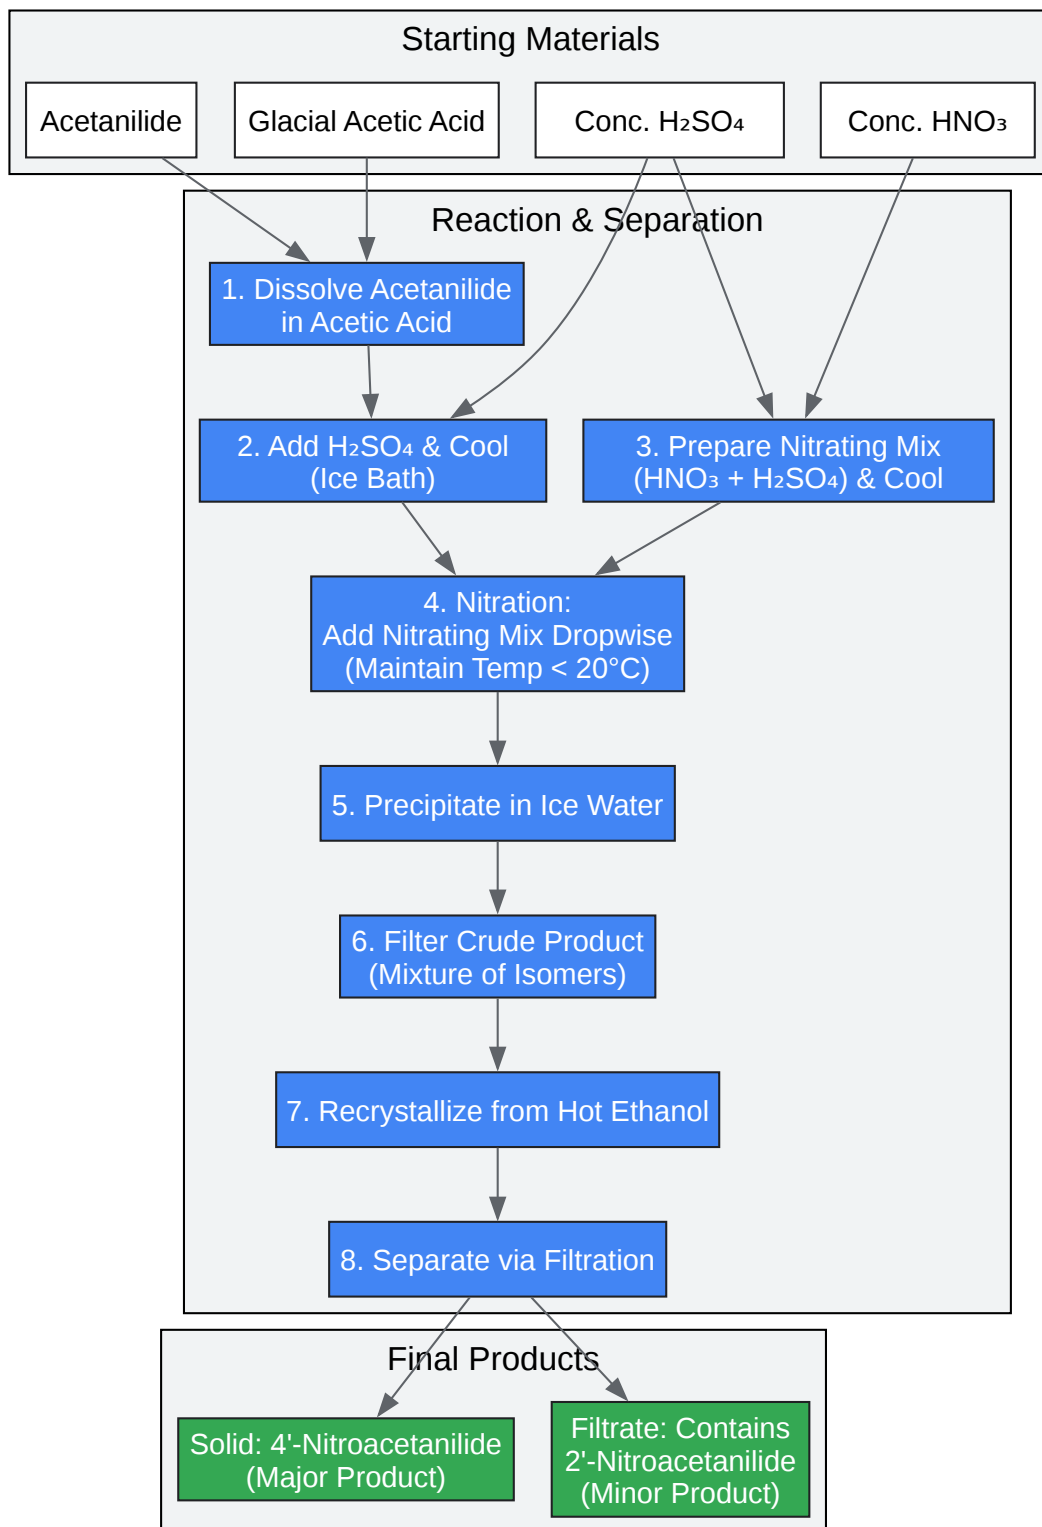 Starting Materials
Acetanilide
Glacial Acetic Acid
Conc. H₂SO₄
Conc. HNO₃
Reaction & Separation
1. Dissolve Acetanilide
in Acetic Acid
2. Add H₂SO₄ & Cool
(Ice Bath)
3. Prepare Nitrating Mix
(HNO₃ + H₂SO₄) & Cool
4. Nitration:
Add Nitrating Mix Dropwise
(Maintain Temp < 20°C)
5. Precipitate in Ice Water
6. Filter Crude Product
(Mixture of Isomers)
7. Recrystallize from Hot Ethanol
8. Separate via Filtration
Final Products
Solid: 4'-Nitroacetanilide
(Major Product)
Filtrate: Contains
2'-Nitroacetanilide
(Minor Product)